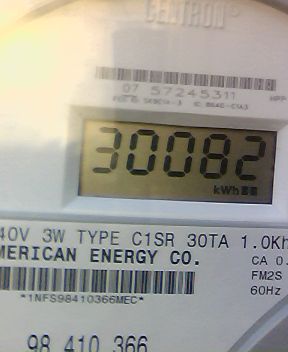 CENTRON®
07 57245311
30082
kWh
40V 3W TYPE C1SR 30TA 1.0Kh
MERICAN ENERGY CO.
CA 0.
FM2S
60Hz
*1NFS98410366MEC*
98 410 366